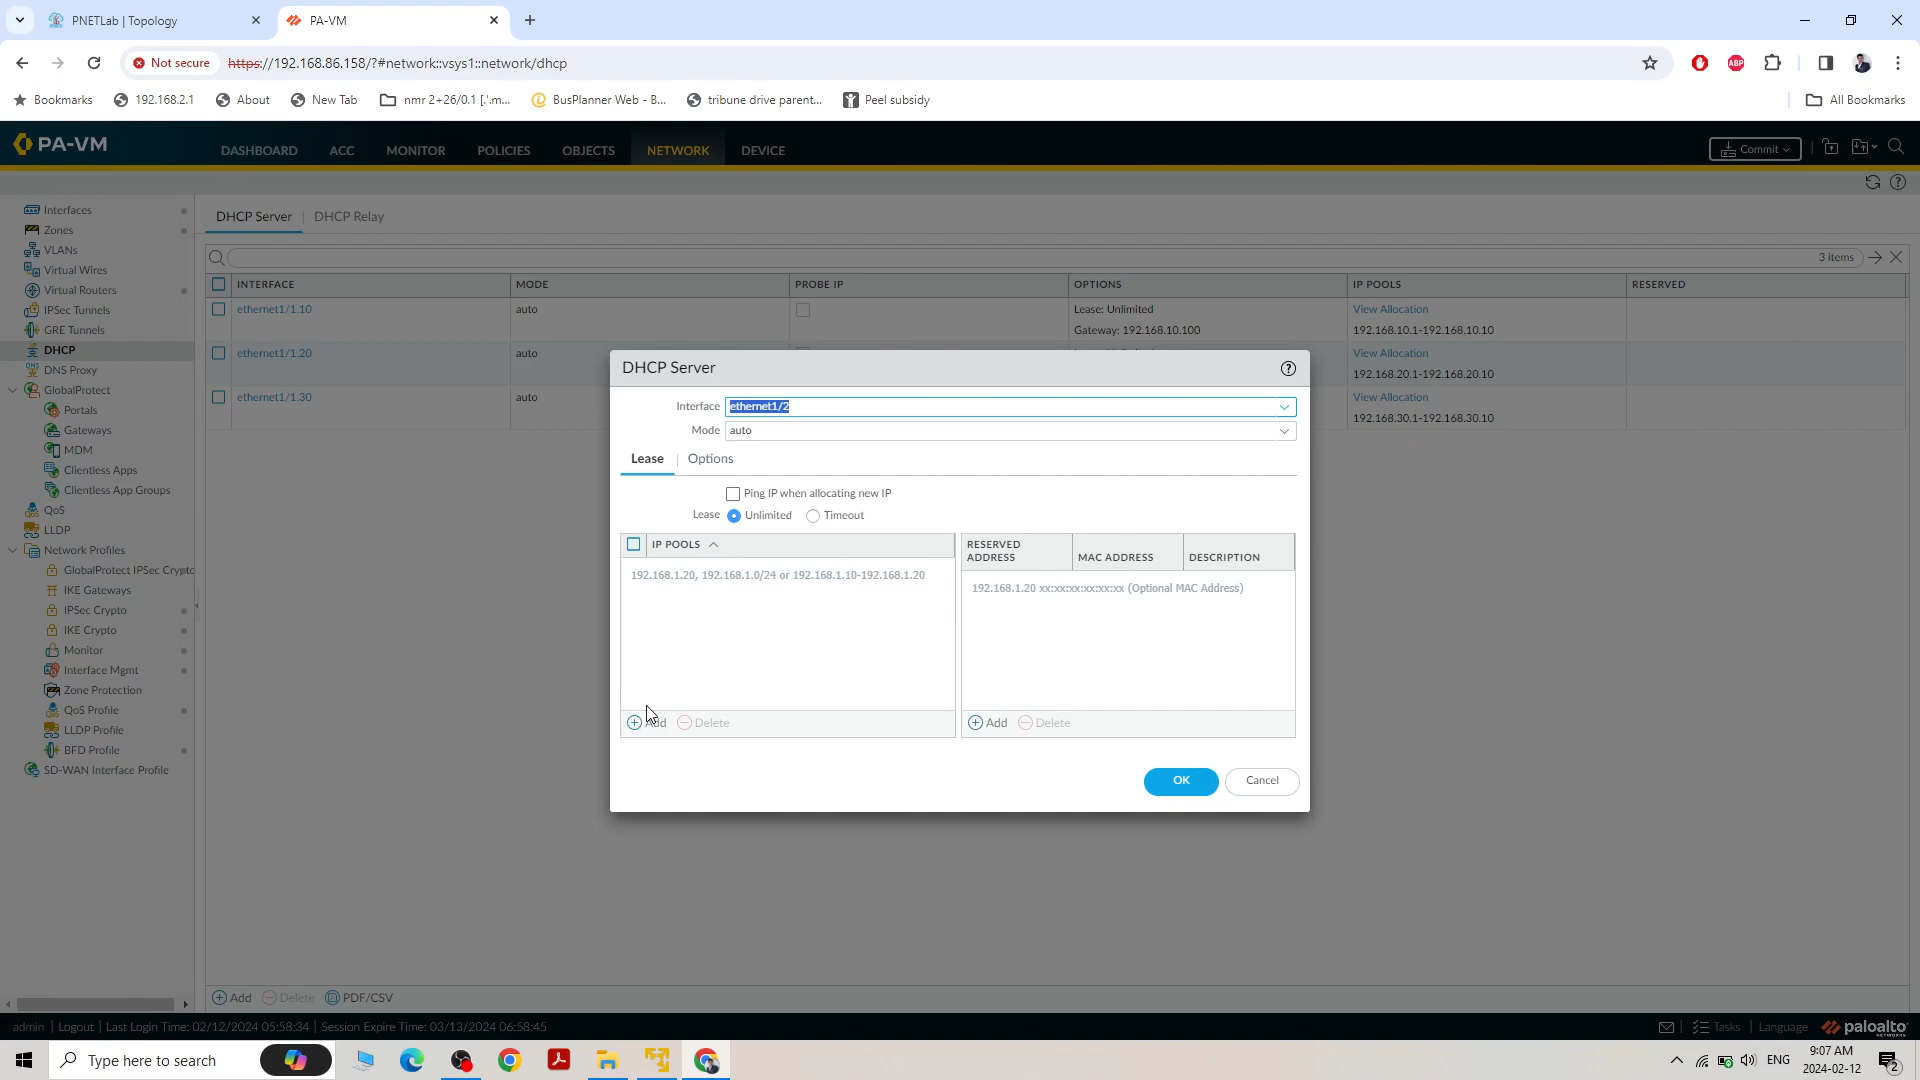 PNETLab | Topology
PA-VM
Not secure
https://192.168.86.158/?#network::vsys1::network/dhcp
ABP
Bookmarks
192.168.2.1
About
New Tab
nmr 2+26/0.1 [.'.m...
BusPlanner Web - B...
tribune drive parent...
Peel subsidy
All Bookmarks
PA-VM
DASHBOARD
ACC
MONITOR
POLICIES
OBJECTS
NETWORK
DEVICE
Commit
Interfaces
Zones
VLANs
Virtual Wires
Virtual Routers
IPSec Tunnels
GRE Tunnels
DHCP
DNS Proxy
GlobalProtect
Portals
Gateways
MDM
Clientless Apps
Clientless App Groups
QoS
LLDP
Network Profiles
GlobalProtect IPSec Crypto
IKE Gateways
IPSec Crypto
IKE Crypto
Monitor
Interface Mgmt
Zone Protection
QoS Profile
LLDP Profile
BFD Profile
SD-WAN Interface Profile
DHCP Server | DHCP Relay
3 items
INTERFACE MODE PROBE IP OPTIONS IP POOLS RESERVED
ethernet1/1.10 auto Lease: Unlimited View Allocation
Gateway: 192.168.10.100 192.168.10.1-192.168.10.10
ethernet1/1.20 auto View Allocation
192.168.20.1-192.168.20.10
ethernet1/1.30 auto View Allocation
192.168.30.1-192.168.30.10
DHCP Server
Interface ethernet1/2
Mode auto
Lease | Options
Ping IP when allocating new IP
Lease Unlimited Timeout
IP POOLS
192.168.1.20, 192.168.1.0/24 or 192.168.1.10-192.168.1.20
RESERVED ADDRESS
MAC ADDRESS
DESCRIPTION
192.168.1.20 xx:xx:xx:xx:xx:xx (Optional MAC Address)
Add Delete
Add Delete
OK Cancel
Add Delete PDF/CSV
admin | Logout | Last Login Time: 02/12/2024 05:58:34 | Session Expire Time: 03/13/2024 06:58:45
Tasks | Language
paloalto
NETWORKS
Type here to search
ENG
9:07 AM
2024-02-12
2